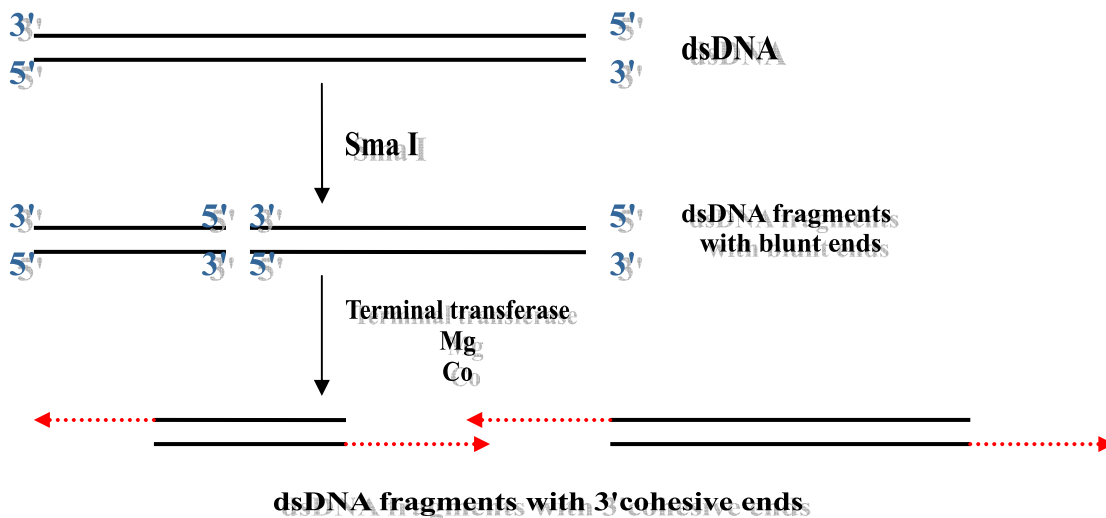 3' 5'
dsDNA
5' 3'
Sma I
3' 5' 3' 5'
dsDNA fragments
with blunt ends
5' 3' 5' 3'
Terminal transferase
Mg
Co
dsDNA fragments with 3'cohesive ends